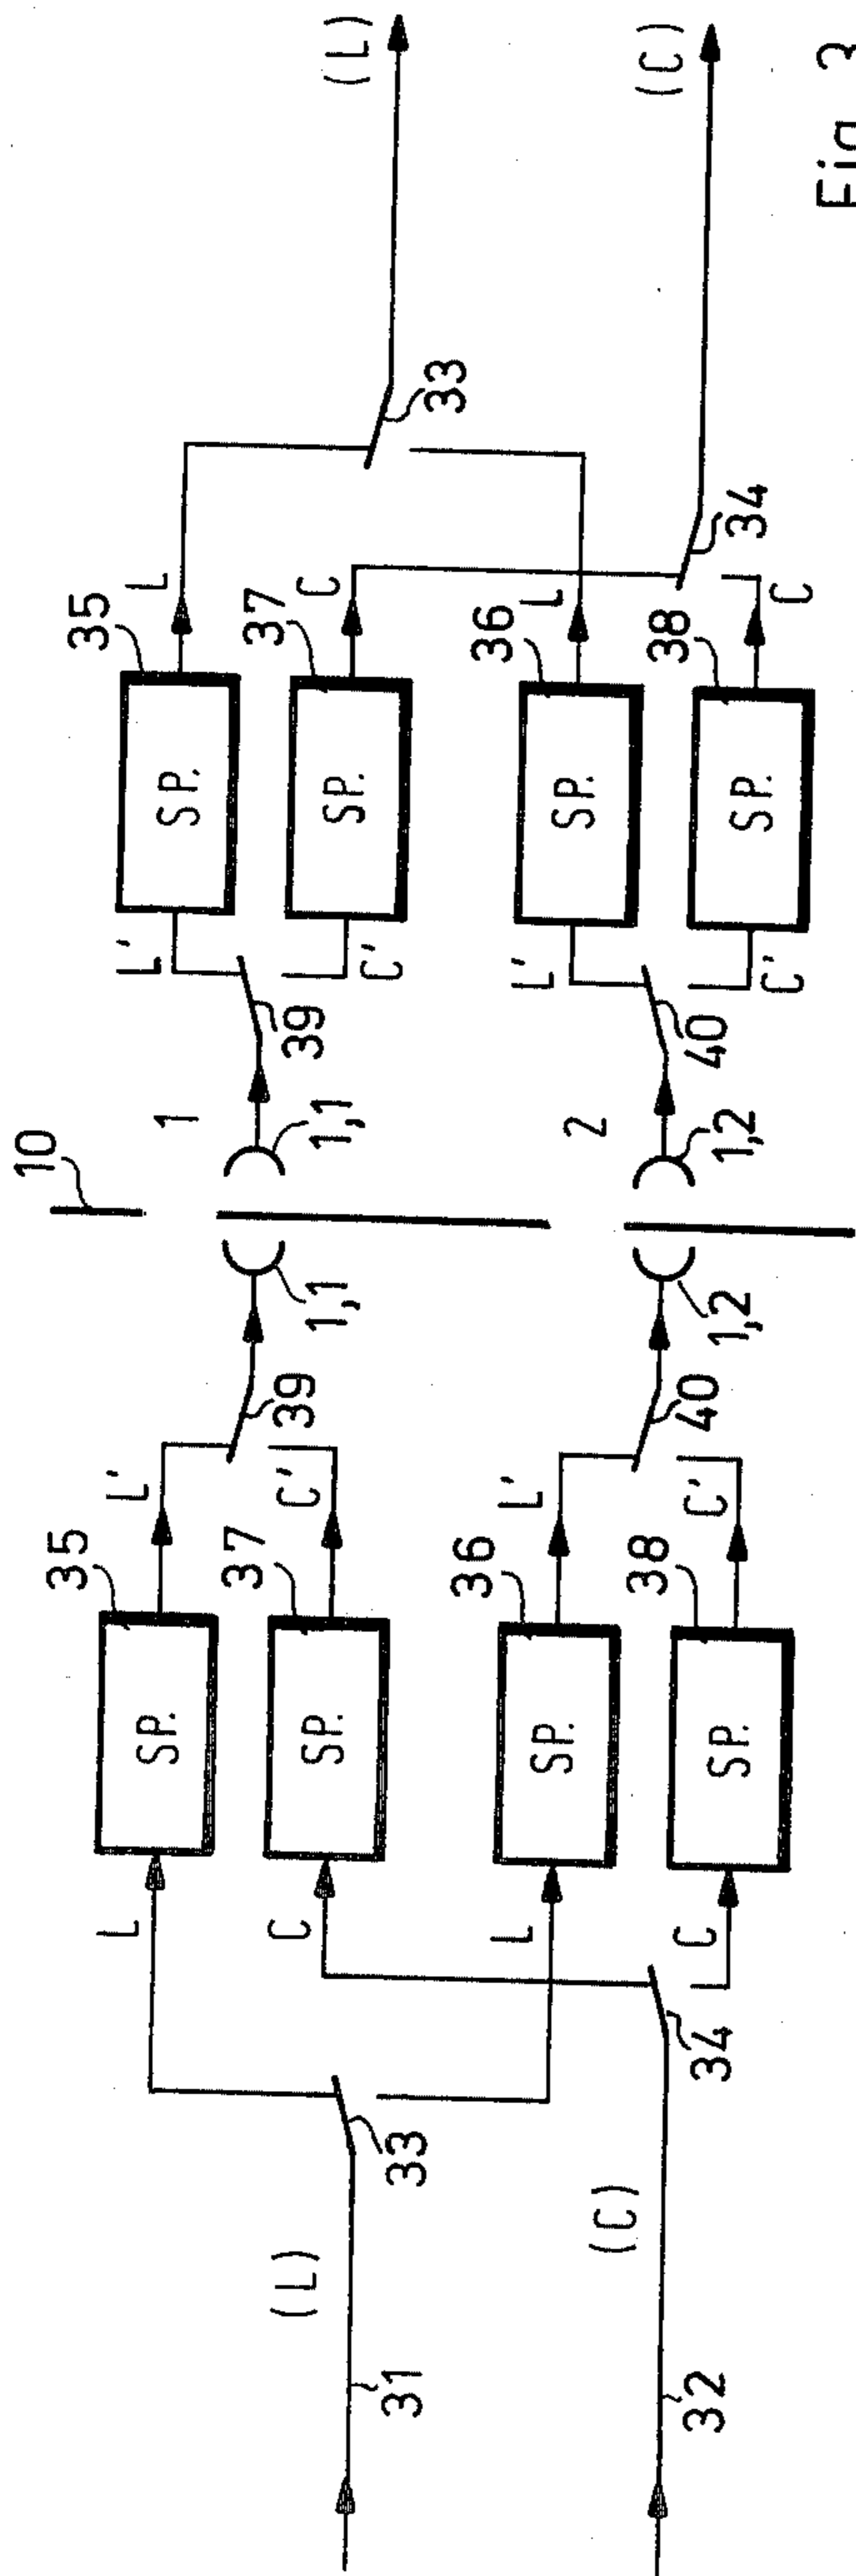 10
35
35
L
SP.
L'
1
L'
SP.
L
37
39
39
37
(L)
C
SP.
C'
1,1
1,1
C'
SP.
C
(L)
31
33
33
36
36
L
SP.
L'
2
L'
SP.
L
38
38
(C)
C
SP.
C'
40
40
C'
SP.
C
(C)
32
34
1,2
1,2
34
Fig. 3